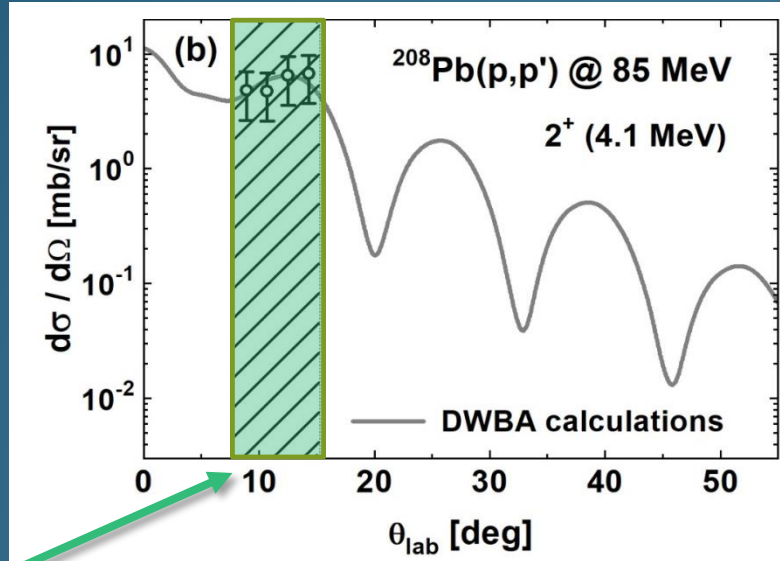 (b)
²⁰⁸Pb(p,p') @ 85 MeV
2⁺ (4.1 MeV)
10¹
10⁰
10⁻¹
10⁻²
dσ / dΩ [mb/sr]
DWBA calculations
0 10 20 30 40 50
θlab [deg]